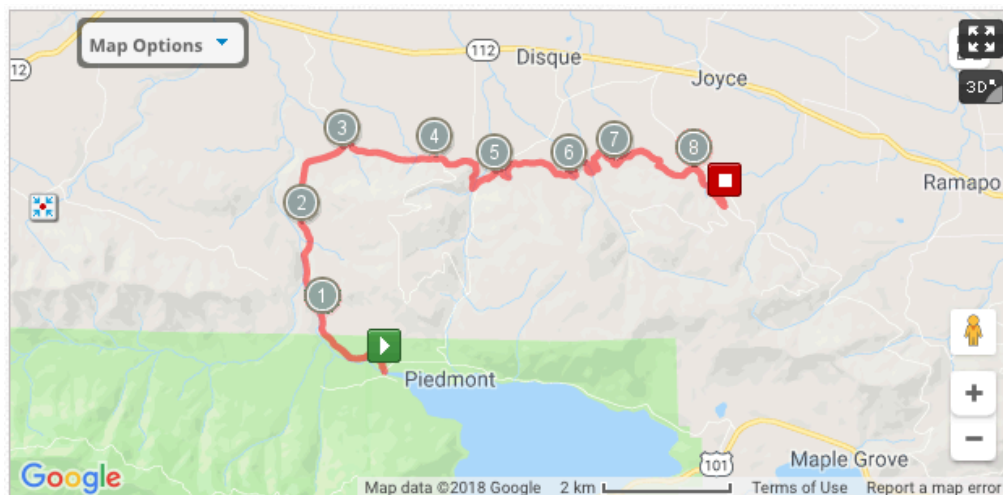 Map Options
112
Disque
Joyce
3D
12
3
4
5
6
7
8
2
Ramapo
1
Piedmont
101
Maple Grove
Google
Map data ©2018 Google
2 km
Terms of Use
Report a map error